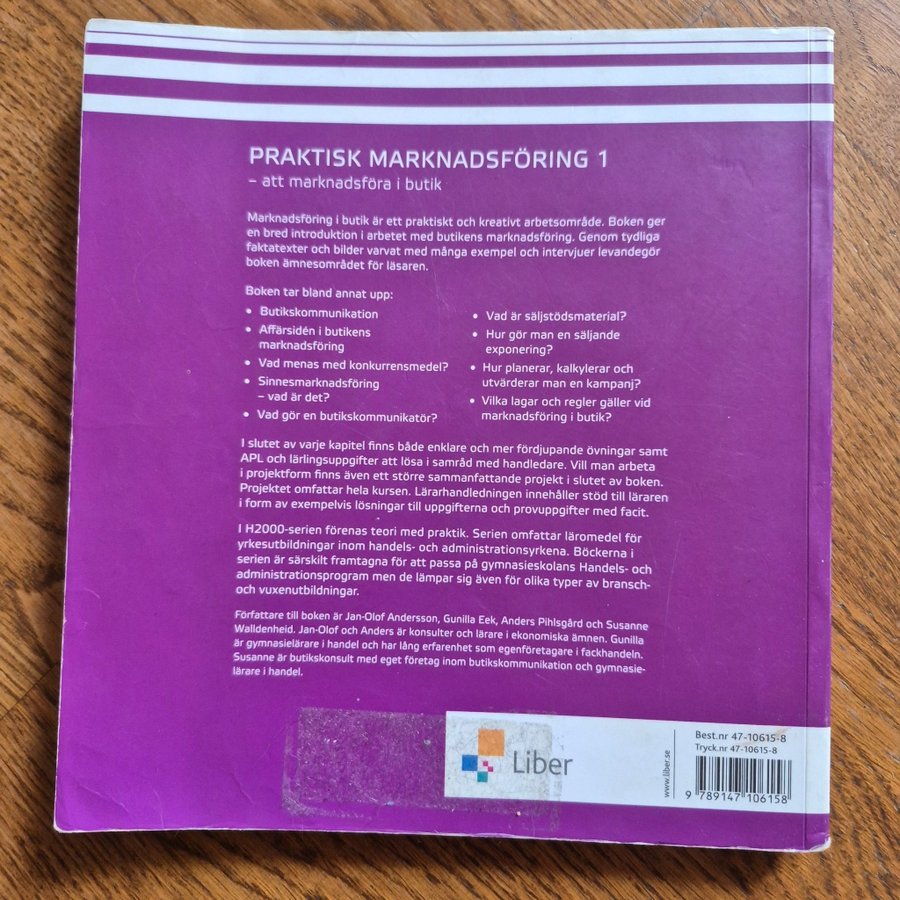 PRAKTISK MARKNADSFÖRING 1
– att marknadsföra i butik
Marknadsföring i butik är ett praktiskt och kreativt arbetsområde. Boken ger
en bred introduktion i arbetet med butikens marknadsföring. Genom tydliga
faktatexter och bilder varvat med många exempel och intervjuer levandegör
boken ämnesområdet för läsaren.
Boken tar bland annat upp:
• Butikskommunikation
• Affärsidén i butikens
marknadsföring
• Vad menas med konkurrensmedel?
• Sinnesmarknadsföring
– vad är det?
• Vad gör en butikskommunikatör?
• Vad är säljstödsmaterial?
• Hur gör man en säljande
exponering?
• Hur planerar, kalkylerar och
utvärderar man en kampanj?
• Vilka lagar och regler gäller vid
marknadsföring i butik?
I slutet av varje kapitel finns både enklare och mer fördjupande övningar samt
APL och lärlingsuppgifter att lösa i samråd med handledare. Vill man arbeta
i projektform finns även ett större sammanfattande projekt i slutet av boken.
Projektet omfattar hela kursen. Lärarhandledningen innehåller stöd till läraren
i form av exempelvis lösningar till uppgifterna och provuppgifter med facit.
I H2000-serien förenas teori med praktik. Serien omfattar läromedel för
yrkesutbildningar inom handels- och administrationsyrkena. Böckerna i
serien är särskilt framtagna för att passa på gymnasieskolans Handels- och
administrationsprogram men de lämpar sig även för olika typer av bransch-
och vuxenutbildningar.
Författare till boken är Jan-Olof Andersson, Gunilla Eek, Anders Pihlsgård och Susanne
Walldenheid. Jan-Olof och Anders är konsulter och lärare i ekonomiska ämnen. Gunilla
är gymnasielärare i handel och har lång erfarenhet som egenföretagare i fackhandeln.
Susanne är butikskonsult med eget företag inom butikskommunikation och gymnasie-
lärare i handel.
Liber
www.liber.se
Best.nr 47-10615-8
Tryck.nr 47-10615-8
9 789147 106158